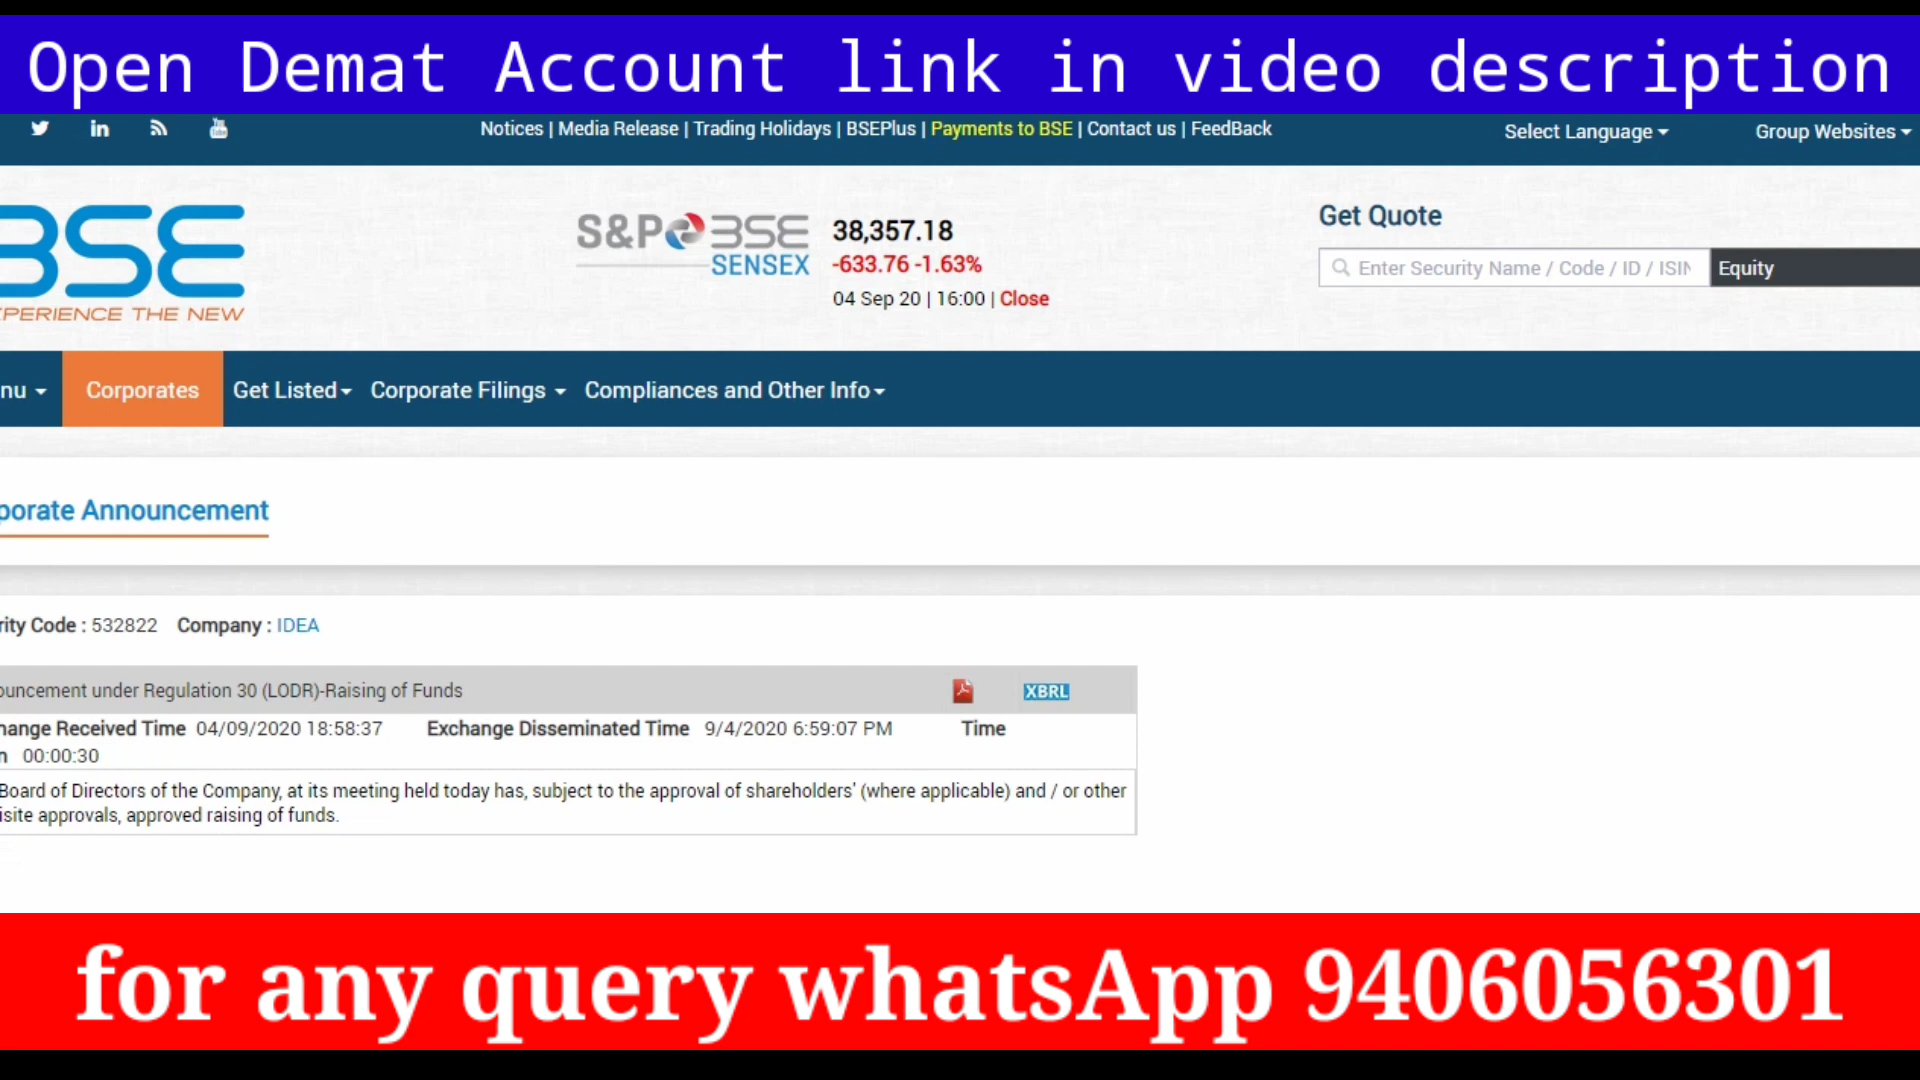 Open Demat Account link in video description
Notices | Media Release | Trading Holidays | BSEPlus | Payments to BSE | Contact us | FeedBack
Select Language
Group Websites
BSE
PERIENCE THE NEW
S&P BSE
SENSEX
38,357.18
-633.76 -1.63%
04 Sep 20 | 16:00 | Close
Get Quote
Enter Security Name / Code / ID / ISIN
Equity
nu
Corporates
Get Listed
Corporate Filings
Compliances and Other Info
porate Announcement
rity Code : 532822 Company : IDEA
ouncement under Regulation 30 (LODR)-Raising of Funds
XBRL
hange Received Time 04/09/2020 18:58:37 Exchange Disseminated Time 9/4/2020 6:59:07 PM Time
n 00:00:30
Board of Directors of the Company, at its meeting held today has, subject to the approval of shareholders' (where applicable) and / or other
isite approvals, approved raising of funds.
for any query whatsApp 9406056301